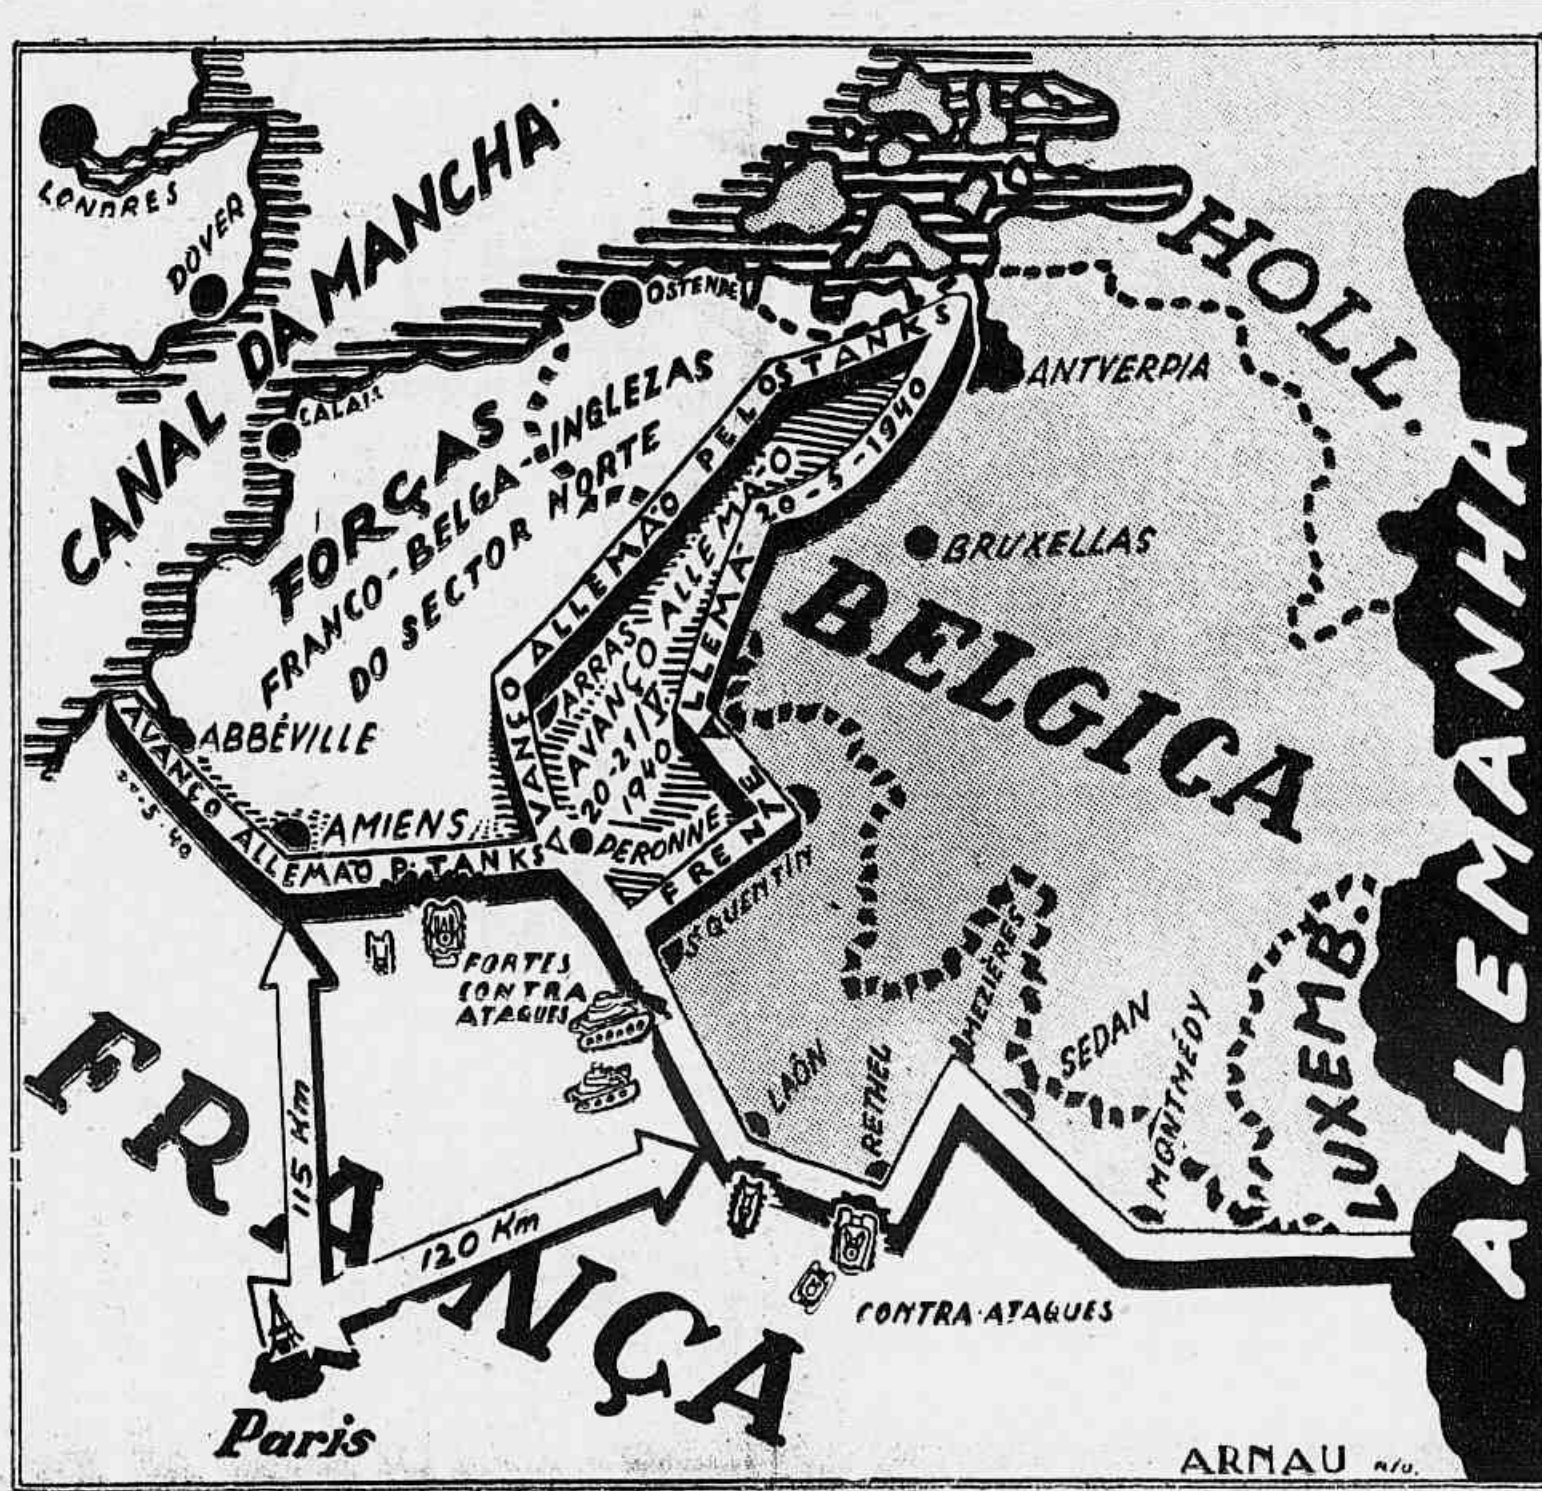 LONDRES
DOVER
CANAL DA MANCHA
OSTENDE
CALAIS
HOLL.
ANTVERPIA
FORÇAS
FRANCO-BELGA-INGLEZAS
DO SECTOR NORTE
AVANÇO ALLEMÃO PELOS TANKS
FRENTE ALLEMÃ - 20-5-1940
ARRAS
AVANÇO ALLEMÃO
20-21/5.
1940
BRUXELLAS
BELGICA
ALLEMANHA
ABBÉVILLE
AMIENS
AVANÇO ALLEMÃO P. TANKS
PERONNE
St QUENTIN
FORTES
CONTRA
ATAQUES
MEZIÈRES
SEDAN
MONTMÉDY
LUXEMB.
LAÔN
RETHEL
FRANÇA
115 Km
120 Km
CONTRA-ATAQUES
Paris
ARNAU